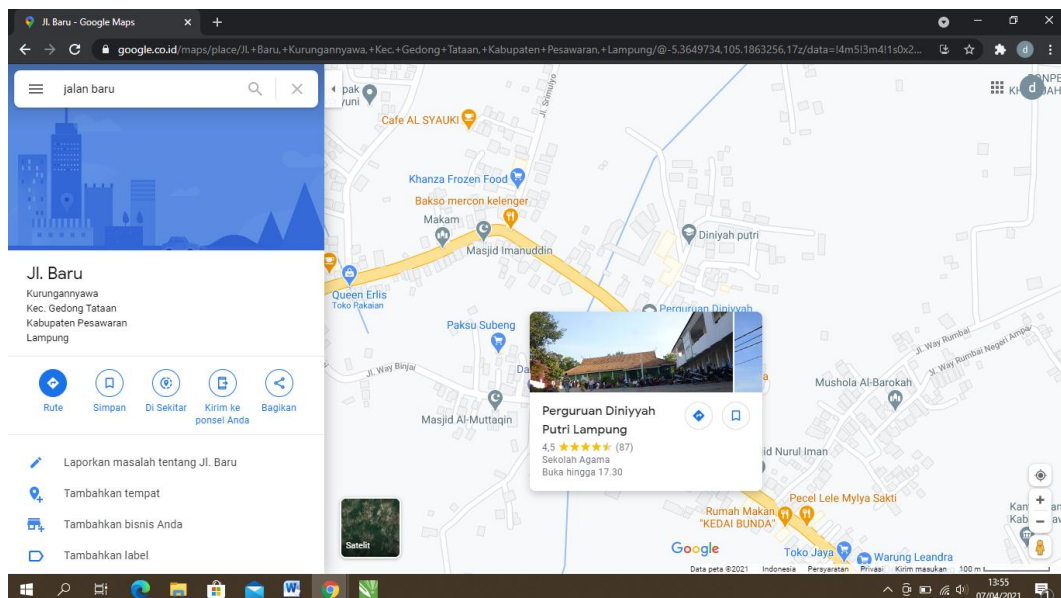 Jl. Baru - Google Maps
google.co.id/maps/place/Jl.+Baru,+Kurungannyawa,+Kec.+Gedong+Tataan,+Kabupaten+Pesawaran,+Lampung/@-5.3649734,105.1863256,17z/data=!4m5!3m4!1s0x2...
d
jalan baru
d
Jl. Baru
Kurungannyawa
Kec. Gedong Tataan
Kabupaten Pesawaran
Lampung
Rute
Simpan
Di Sekitar
Kirim ke
ponsel Anda
Bagikan
Laporkan masalah tentang Jl. Baru
Tambahkan tempat
Tambahkan bisnis Anda
Tambahkan label
Cafe AL SYAUKI
Jl. Srimulyo
Khanza Frozen Food
Bakso mercon kelenger
Makam
Masjid Imanuddin
Diniyah putri
Queen Erlis
Toko Pakaian
Perguruan Diniyyah
Paksu Subeng
Jl. Way Binjai
Masjid Al-Muttaqin
Perguruan Diniyyah
Putri Lampung
4,5 (87)
Sekolah Agama
Buka hingga 17.30
Jl. Way Rumbai
Jl. Way Rumbai Negeri Ampa
Mushola Al-Barokah
Nurul Iman
Pecel Lele Mylya Sakti
Rumah Makan
"KEDAI BUNDA"
Toko Jaya
Warung Leandra
Satelit
Google
Data peta ©2021 Indonesia Persyaratan Privasi Kirim masukan 100 m
13:55
07/04/2021